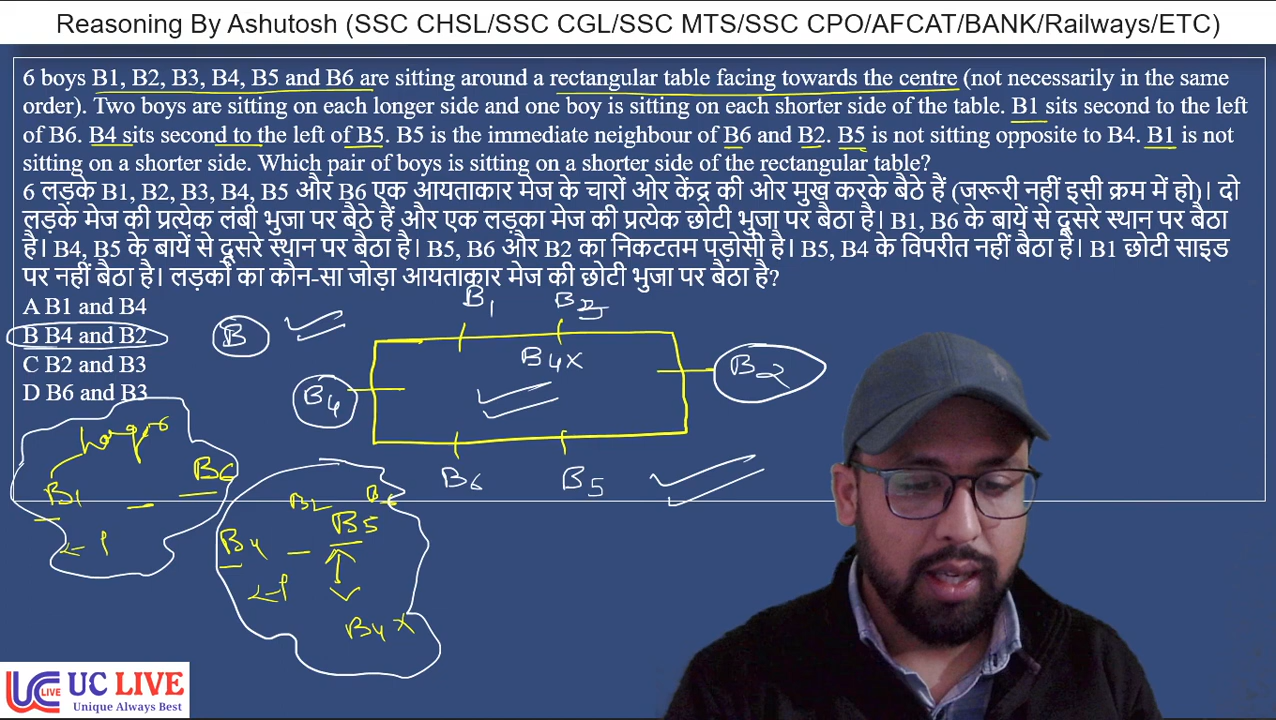 Reasoning By Ashutosh (SSC CHSL/SSC CGL/SSC MTS/SSC CPO/AFCAT/BANK/Railways/ETC)
6 boys B1, B2, B3, B4, B5 and B6 are sitting around a rectangular table facing towards the centre (not necessarily in the same
order). Two boys are sitting on each longer side and one boy is sitting on each shorter side of the table. B1 sits second to the left
of B6. B4 sits second to the left of B5. B5 is the immediate neighbour of B6 and B2. B5 is not sitting opposite to B4. B1 is not
sitting on a shorter side. Which pair of boys is sitting on a shorter side of the rectangular table?
6 लड़के B1, B2, B3, B4, B5 और B6 एक आयताकार मेज के चारों ओर केंद्र की ओर मुख करके बैठे हैं (जरूरी नहीं इसी क्रम में हो)। दो
लड़कें मेज की प्रत्येक लंबी भुजा पर बैठे हैं और एक लड़का मेज की प्रत्येक छोटी भुजा पर बैठा है। B1, B6 के बायें से दूसरे स्थान पर बैठा
है। B4, B5 के बायें से दूसरे स्थान पर बैठा है। B5, B6 और B2 का निकटतम पड़ोसी है। B5, B4 के विपरीत नहीं बैठा है। B1 छोटी साइड
पर नहीं बैठा है। लड़कों का कौन-सा जोड़ा आयताकार मेज की छोटी भुजा पर बैठा है?
A B1 and B4
B B4 and B2
C B2 and B3
D B6 and B3
B
B1
B4 X
B4
B2
B6
B5
B1
B6
B2
B5
B4
B4 X
LIVE
UC LIVE
Unique Always Best